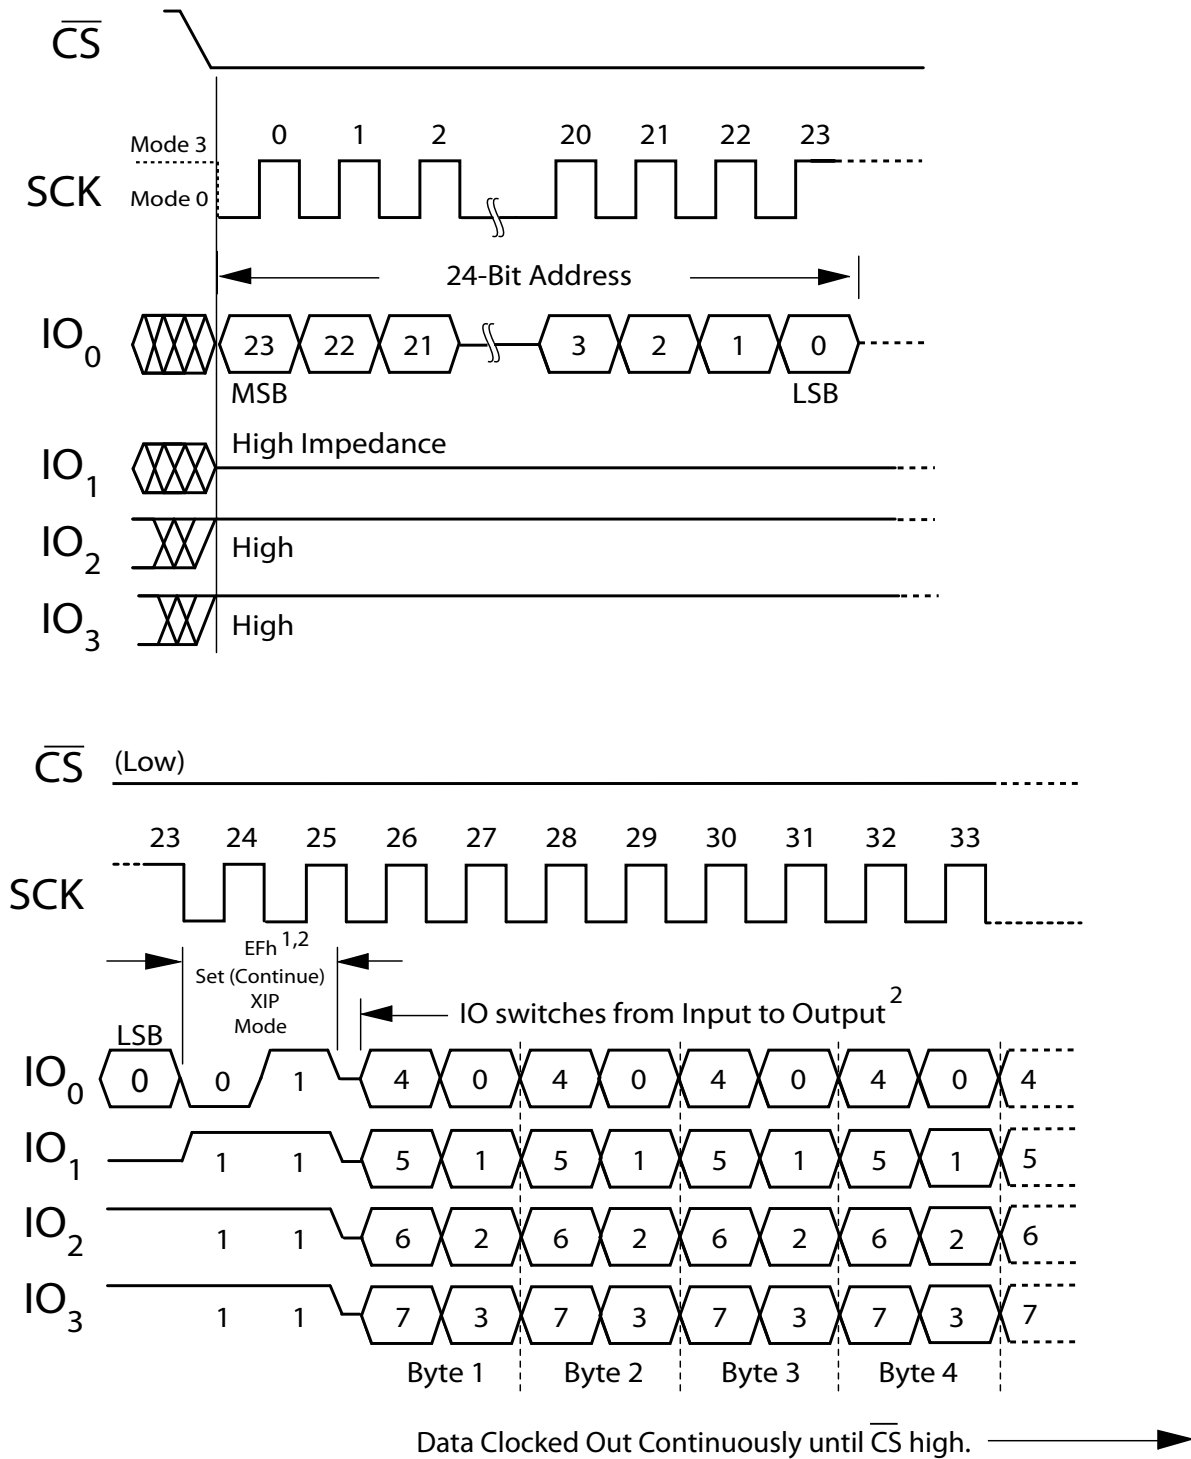 CS
Mode 3
0 1 2 20 21 22 23
SCK
Mode 0
24-Bit Address
IO0 23 22 21 3 2 1 0
MSB LSB
IO1 High Impedance
IO2 High
IO3 High
CS (Low)
23 24 25 26 27 28 29 30 31 32 33
SCK
EFh 1,2
Set (Continue)
XIP
Mode
IO switches from Input to Output 2
LSB
IO0 0 0 1 4 0 4 0 4 0 4 0 4
IO1 1 1 5 1 5 1 5 1 5 1 5
IO2 1 1 6 2 6 2 6 2 6 2 6
IO3 1 1 7 3 7 3 7 3 7 3 7
Byte 1 Byte 2 Byte 3 Byte 4
Data Clocked Out Continuously until CS high.